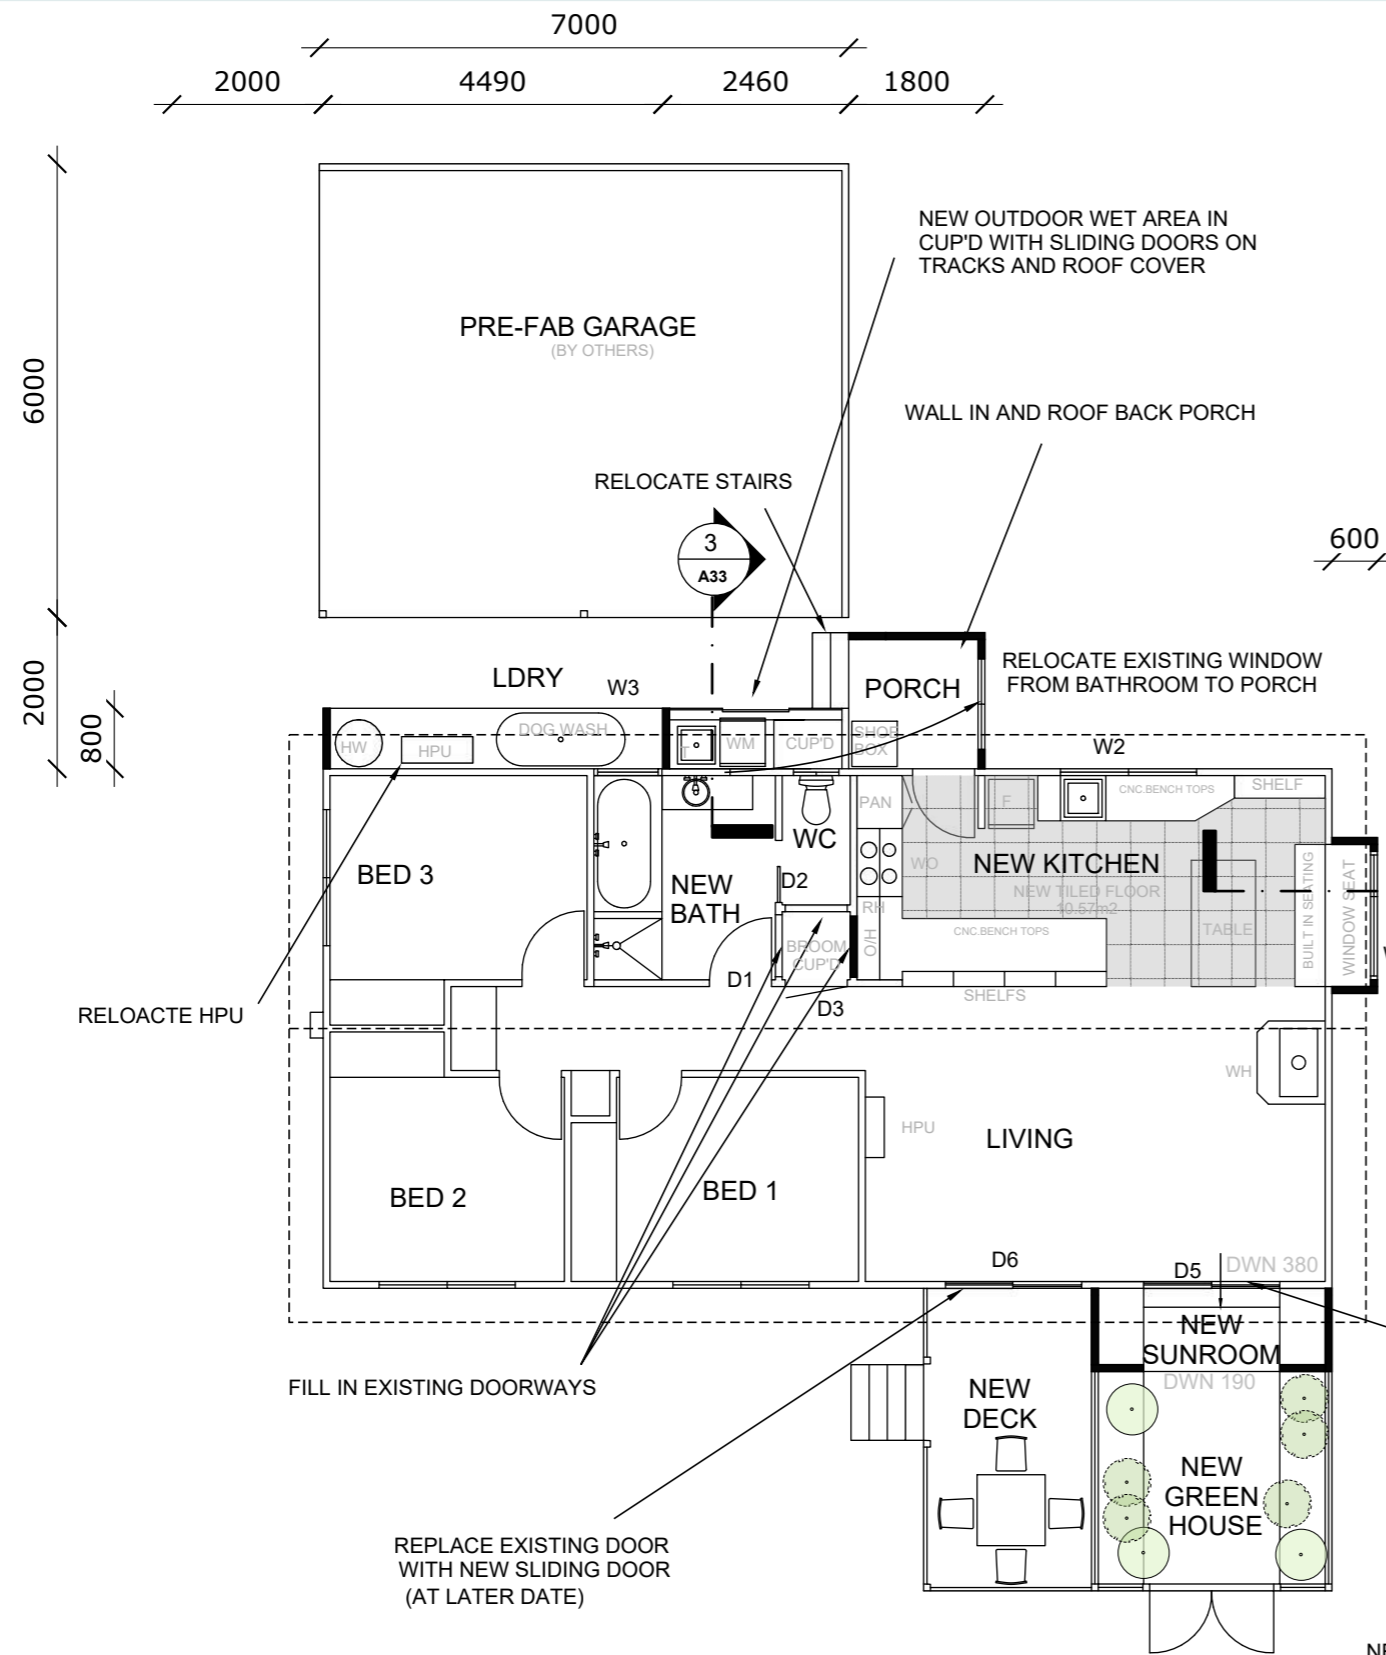 7000
2000
4490
2460
1800
NEW OUTDOOR WET AREA IN
CUP'D WITH SLIDING DOORS ON
TRACKS AND ROOF COVER
PRE-FAB GARAGE
(BY OTHERS)
6000
WALL IN AND ROOF BACK PORCH
RELOCATE STAIRS
3
A33
600
2000
800
LDRY
W3
PORCH
RELOCATE EXISTING WINDOW
FROM BATHROOM TO PORCH
HW
HPU
DOG WASH
T
WM
CUP'D
SHOE
BOX
W2
PAN
F
CNC.BENCH TOPS
SHELF
WC
BED 3
NEW
BATH
D2
WO
NEW KITCHEN
NEW TILED FLOOR
10.57m2
RH
O/H
CNC.BENCH TOPS
TABLE
BUILT IN SEATING
WINDOW SEAT
BROOM
CUP'D
D1
D3
SHELFS
RELOACTE HPU
WH
HPU
LIVING
BED 2
BED 1
D6
D5
DWN 380
NEW
SUNROOM
DWN 190
FILL IN EXISTING DOORWAYS
NEW
DECK
NEW
GREEN
HOUSE
REPLACE EXISTING DOOR
WITH NEW SLIDING DOOR
(AT LATER DATE)